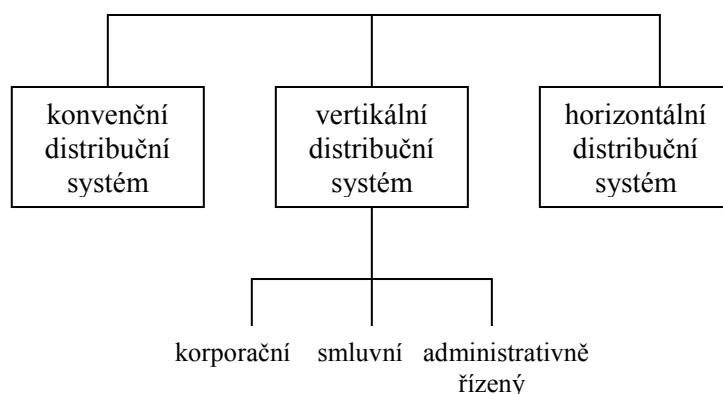 konvenční
distribuční
systém
vertikální
distribuční
systém
horizontální
distribuční
systém
korporační
smluvní
administrativně
řízený